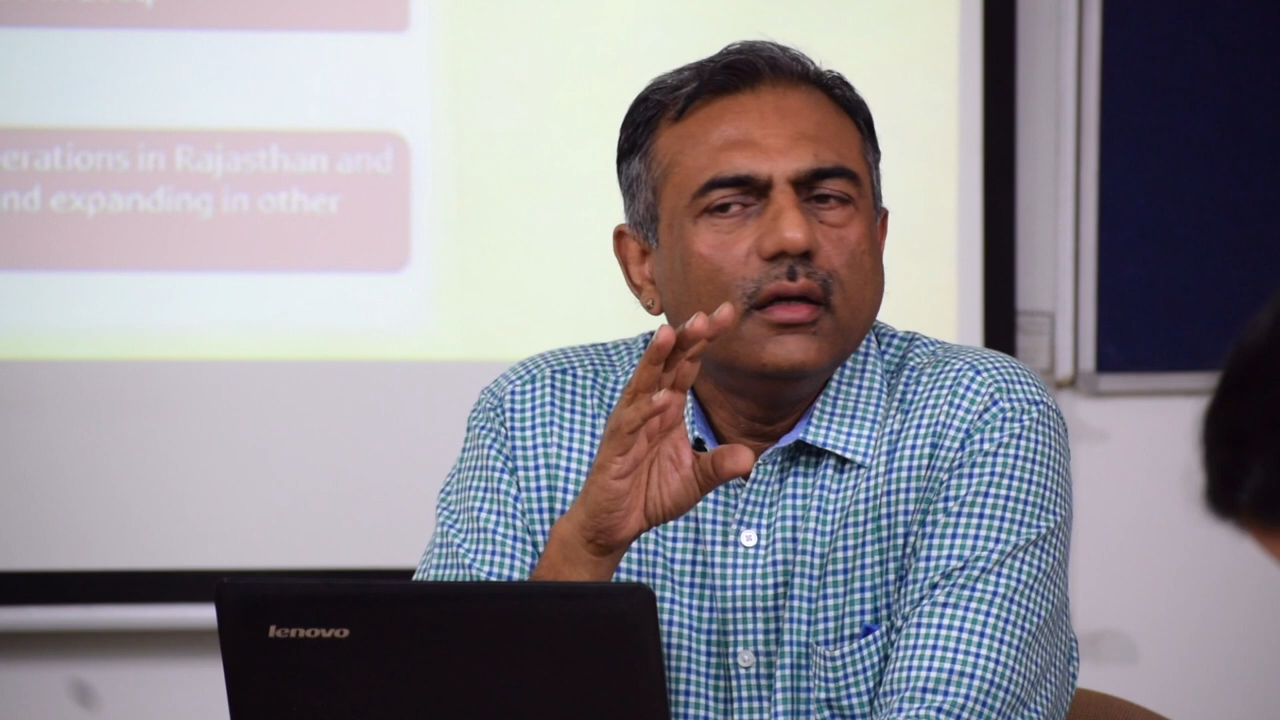 erations in Rajasthan and
nd expanding in other
lenovo